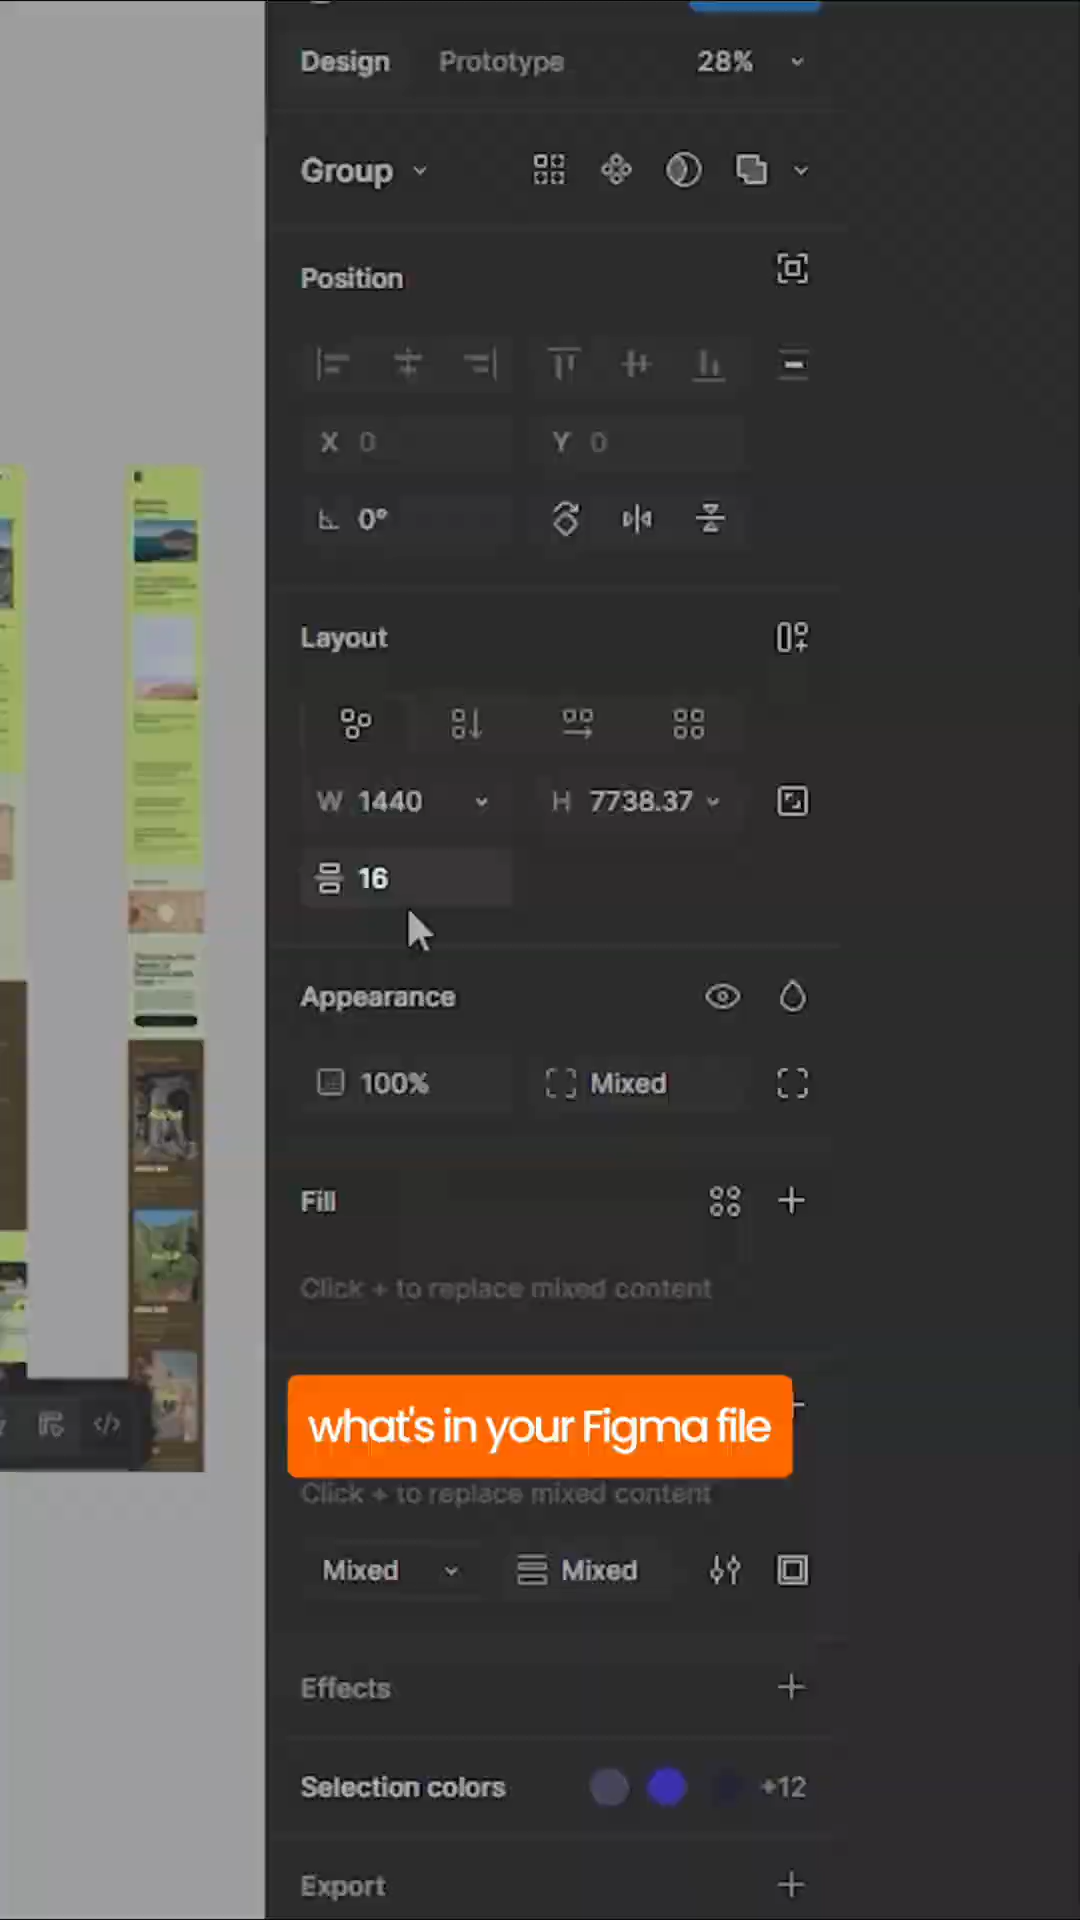 Design Prototype 28%
Group
Position
X 0 Y 0
0°
Layout
W 1440 H 7738.37
16
Appearance
100% Mixed
Fill
Click + to replace mixed content
what's in your Figma file
Click + to replace mixed content
Mixed Mixed
Effects
Selection colors +12
Export